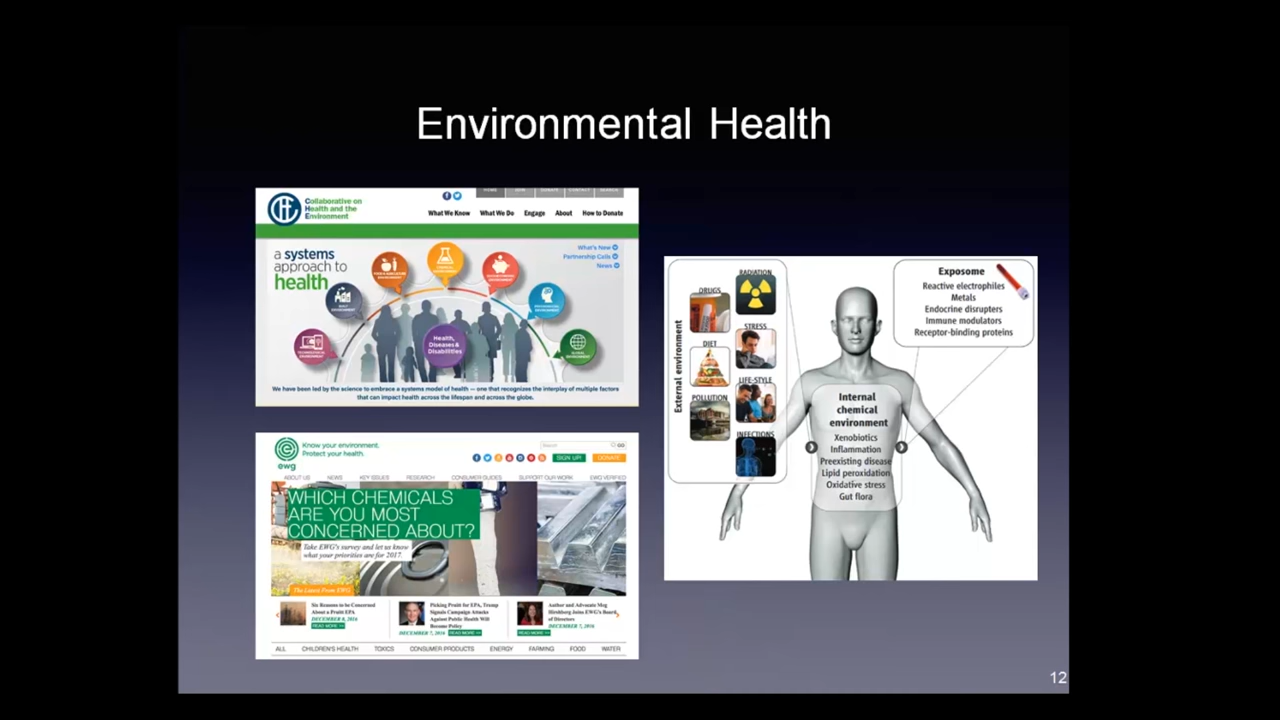 Environmental Health
Collaborative on
Health and the
Environment
HOME JOIN DONATE CONTACT SEARCH
What We Know What We Do Engage About How to Donate
a systems
approach to
health
What's New
Partnership Calls
News
Health,
Diseases &
Disabilities
We have been led by the science to embrace a systems model of health — one that recognizes the interplay of multiple factors
that can impact health across the lifespan and across the globe.
ewg
Know your environment.
Protect your health.
Search
GO
SIGN UP!
DONATE
ABOUT US NEWS KEY ISSUES RESEARCH CONSUMER GUIDES SUPPORT OUR WORK EWG VERIFIED
WHICH CHEMICALS
ARE YOU MOST
CONCERNED ABOUT?
Take EWG's survey and let us know
what your priorities are for 2017.
The Latest From EWG
Six Reasons to be Concerned
About a Pruitt EPA
DECEMBER 8, 2016
READ MORE >>
Picking Pruitt for EPA, Trump
Signals Campaign Attacks
Against Public Health Will
Become Policy
DECEMBER 7, 2016 READ MORE >>
Author and Advocate Meg
Hirshberg Joins EWG's Board
of Directors
DECEMBER 7, 2016
READ MORE >>
ALL CHILDREN'S HEALTH TOXICS CONSUMER PRODUCTS ENERGY FARMING FOOD WATER
External environment
RADIATION
DRUGS
STRESS
DIET
LIFE-STYLE
POLLUTION
INFECTIONS
Internal
chemical
environment
Xenobiotics
Inflammation
Preexisting disease
Lipid peroxidation
Oxidative stress
Gut flora
Exposome
Reactive electrophiles
Metals
Endocrine disrupters
Immune modulators
Receptor-binding proteins
12